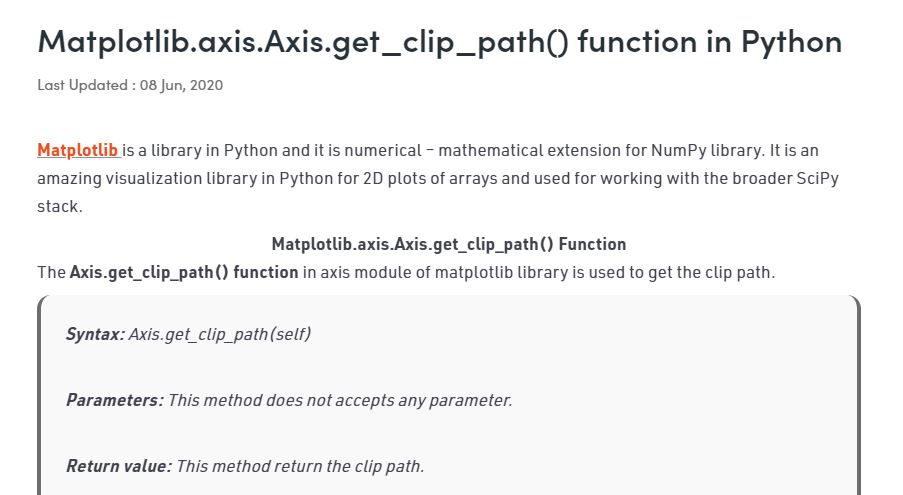 Matplotlib.axis.Axis.get_clip_path() function in Python
Last Updated : 08 Jun, 2020
Matplotlib is a library in Python and it is numerical – mathematical extension for NumPy library. It is an
amazing visualization library in Python for 2D plots of arrays and used for working with the broader SciPy
stack.
Matplotlib.axis.Axis.get_clip_path() Function
The Axis.get_clip_path() function in axis module of matplotlib library is used to get the clip path.
Syntax: Axis.get_clip_path(self)
Parameters: This method does not accepts any parameter.
Return value: This method return the clip path.